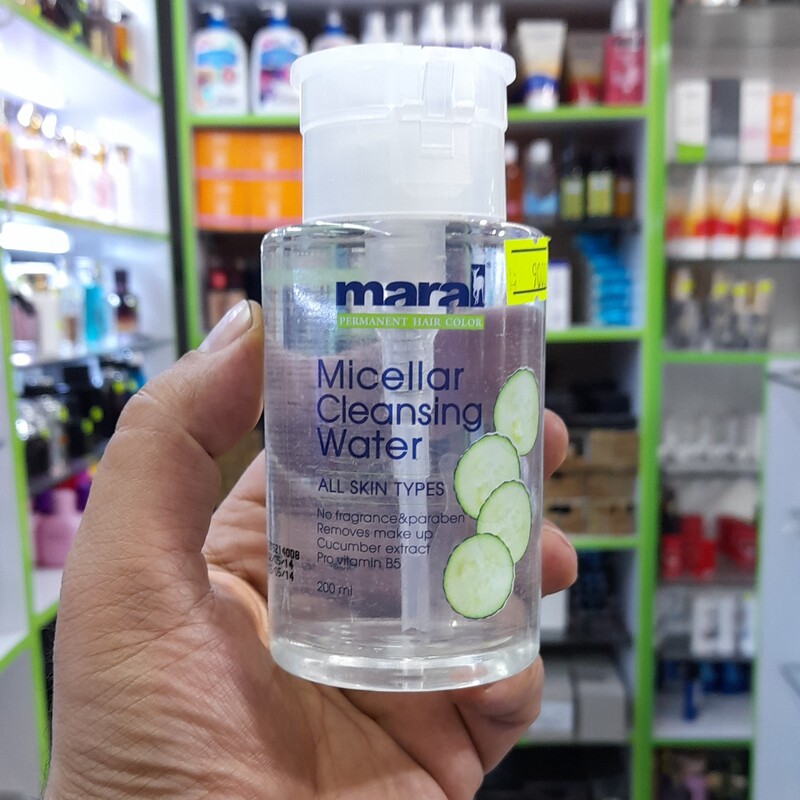 maral
PERMANENT HAIR COLOR
Micellar
Cleansing
Water
ALL SKIN TYPES
No fragrance&paraben
Removes make up
Cucumber extract
Pro vitamin B5
200 ml